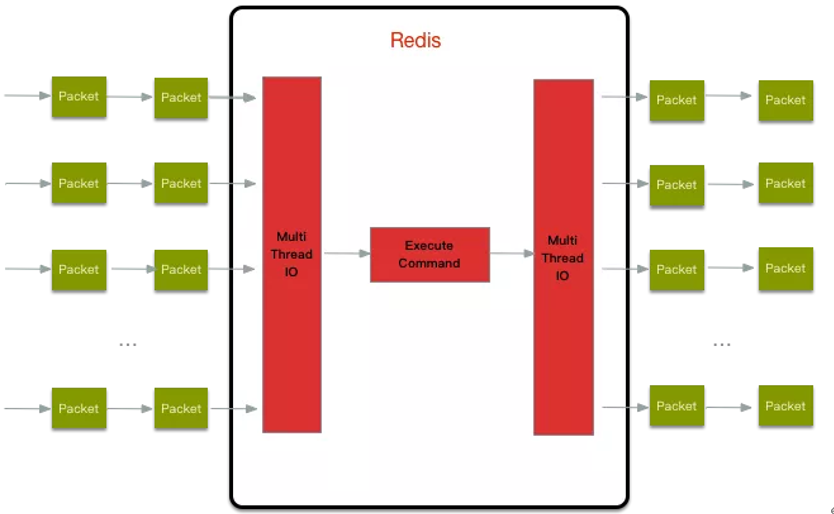 Redis
Packet Packet Packet Packet
Packet Packet Packet Packet
Multi
Thread
IO
Execute
Command
Multi
Thread
IO
Packet Packet Packet Packet
... ...
Packet Packet Packet Packet